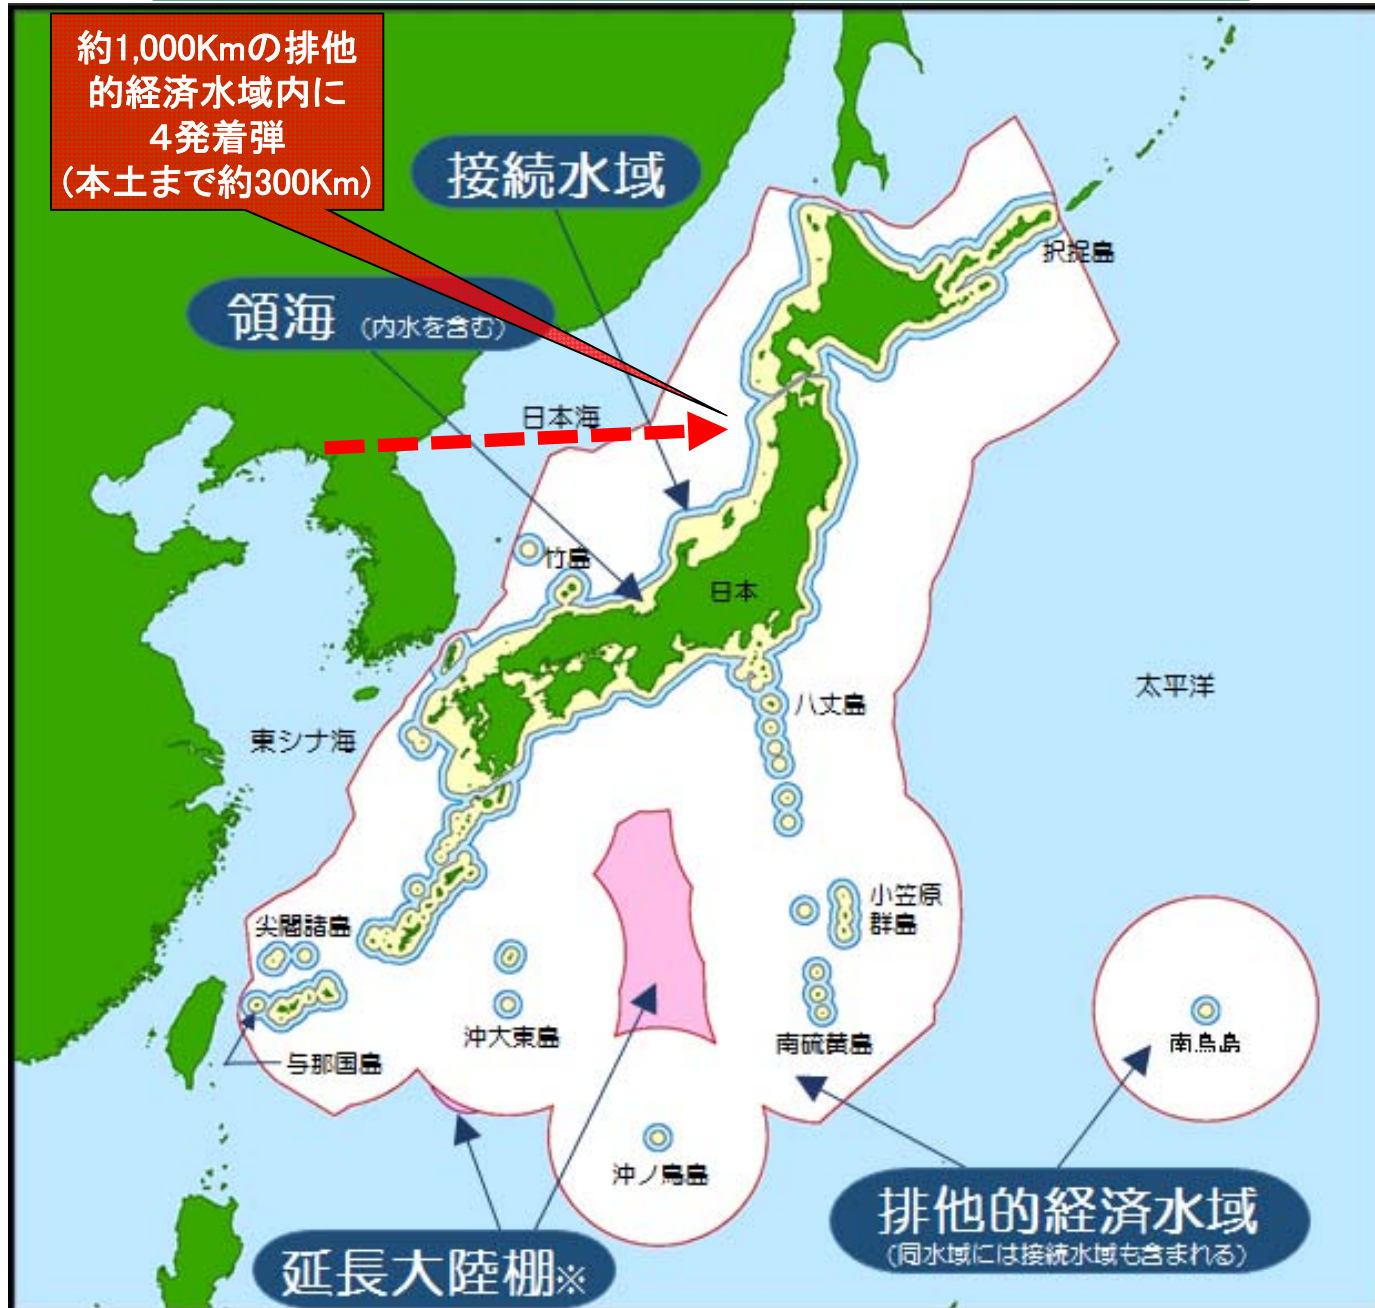 約1,000Kmの排他
的経済水域内に
４発着弾
(本土まで約300Km)
接続水域
択捉島
領海 (内水を含む)
日本海
竹島
日本
太平洋
八丈島
東シナ海
小笠原
群島
尖閣諸島
沖大東島
南硫黄島
南鳥島
与那国島
沖ノ鳥島
排他的経済水域
(同水域には接続水域も含まれる)
延長大陸棚※